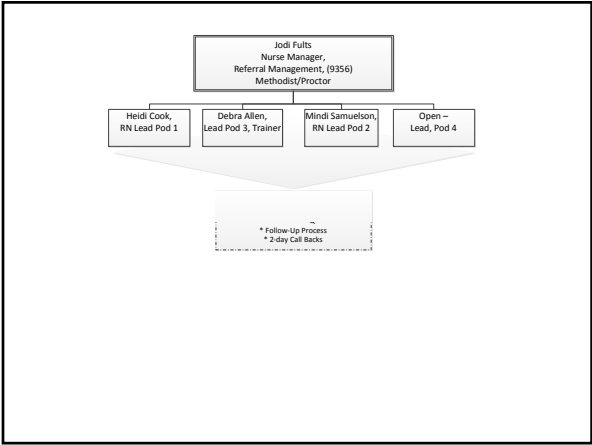 Jodi Fults
Nurse Manager,
Referral Management, (9356)
Methodist/Proctor
Heidi Cook,
RN Lead Pod 1
Debra Allen,
Lead Pod 3, Trainer
Mindi Samuelson,
RN Lead Pod 2
Open –
Lead, Pod 4
* Follow-Up Process
* 2-day Call Backs